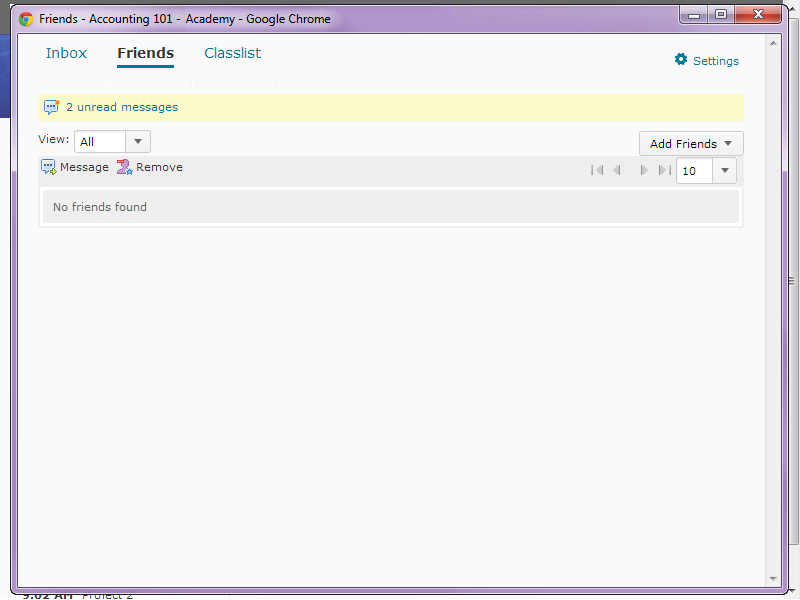 Friends - Accounting 101 - Academy - Google Chrome
Inbox Friends Classlist Settings
2 unread messages
View: All Add Friends
Message Remove 10
No friends found
9:02 AM Project 2